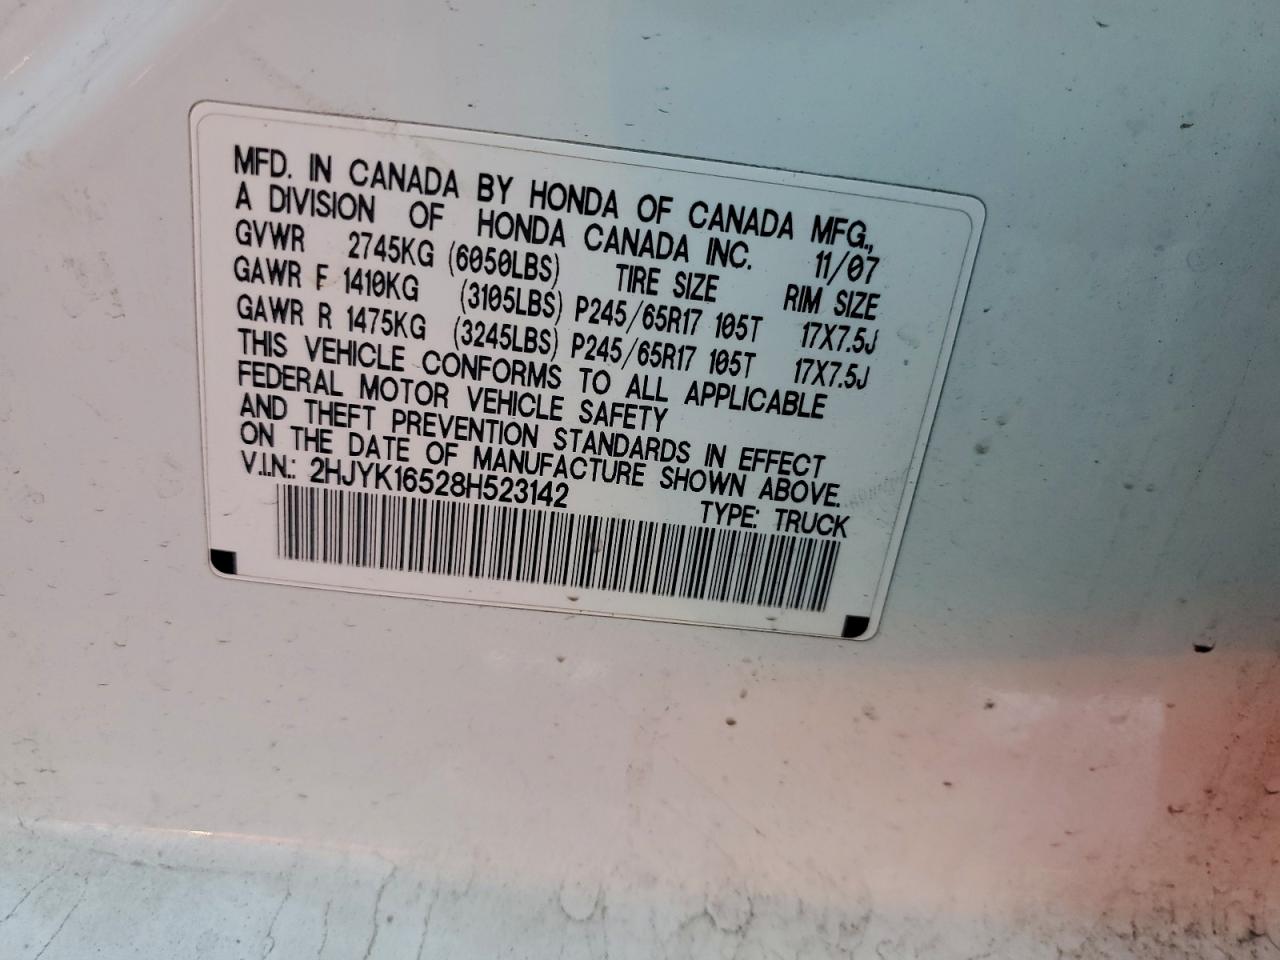 MFD. IN CANADA BY HONDA OF CANADA MFG.,
A DIVISION OF HONDA CANADA INC. 11/07
GVWR 2745KG (6050LBS) TIRE SIZE RIM SIZE
GAWR F 1410KG (3105LBS) P245/65R17 105T 17X7.5J
GAWR R 1475KG (3245LBS) P245/65R17 105T 17X7.5J
THIS VEHICLE CONFORMS TO ALL APPLICABLE
FEDERAL MOTOR VEHICLE SAFETY
AND THEFT PREVENTION STANDARDS IN EFFECT
ON THE DATE OF MANUFACTURE SHOWN ABOVE.
V.I.N.: 2HJYK16528H523142 TYPE: TRUCK